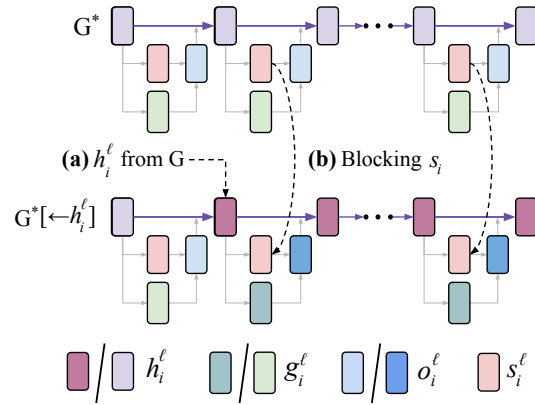 G*
(a) h_i^ℓ from G
(b) Blocking s_i
G*[←h_i^ℓ]
/ h_i^ℓ / g_i^ℓ / o_i^ℓ s_i^ℓ